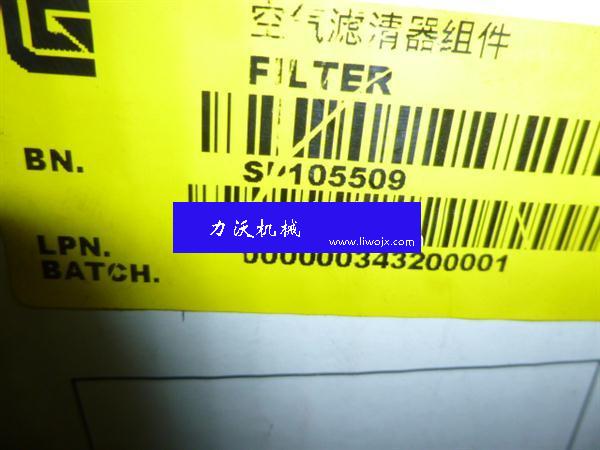 空气滤清器组件
FILTER
BN.
SP105509
力沃机械
www.liwojx.com
LPN.
BATCH.
000000343200001